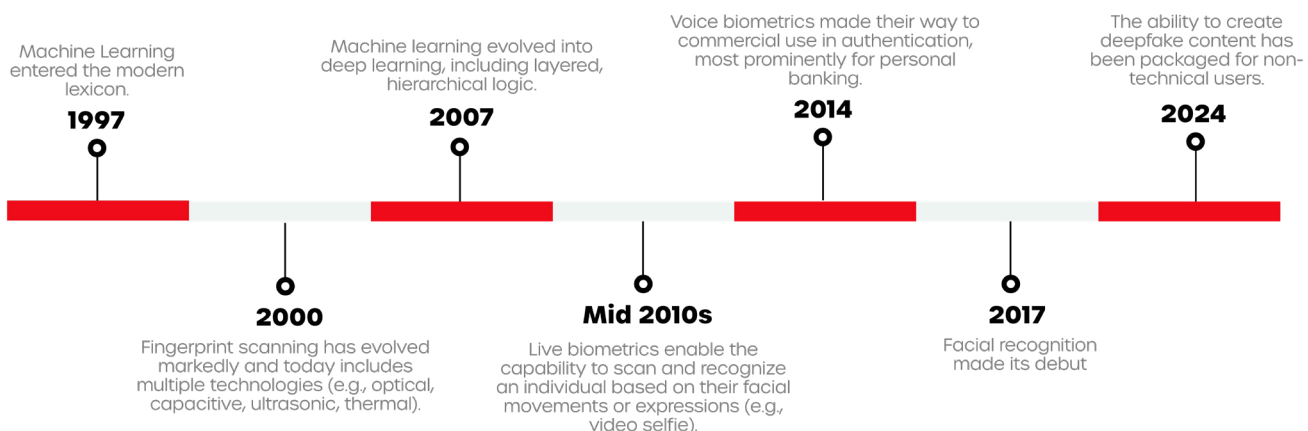 Machine Learning
entered the modern
lexicon.
1997
Fingerprint scanning has evolved
markedly and today includes
multiple technologies (e.g., optical,
capacitive, ultrasonic, thermal).
2000
Machine learning evolved into
deep learning, including layered,
hierarchical logic.
2007
Mid 2010s
Live biometrics enable the
capability to scan and recognize
an individual based on their facial
movements or expressions (e.g.,
video selfie).
Voice biometrics made their way to
commercial use in authentication,
most prominently for personal
banking.
2014
2017
Facial recognition
made its debut
The ability to create
deepfake content has
been packaged for non-
technical users.
2024